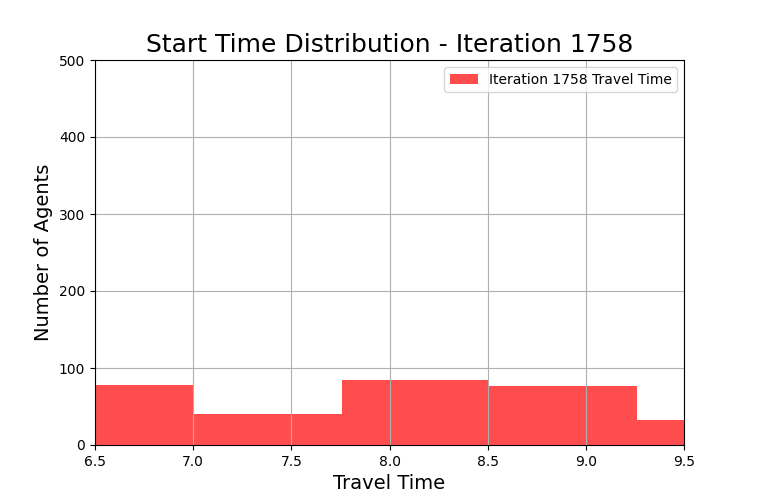 Start Time Distribution - Iteration 1758
Iteration 1758 Travel Time
Number of Agents
500
400
300
200
100
0
6.5 7.0 7.5 8.0 8.5 9.0 9.5
Travel Time